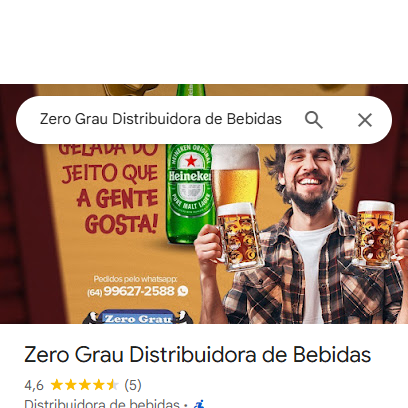 Zero Grau Distribuidora de Bebidas
GELADA DO
JEITO QUE
A GENTE
GOSTA!
Heineken
PURE MALT LAGER
Pedidos pelo whatsapp:
(64) 99627-2588
Zero Grau
Zero Grau Distribuidora de Bebidas
4,6 (5)
Distribuidora de bebidas ·